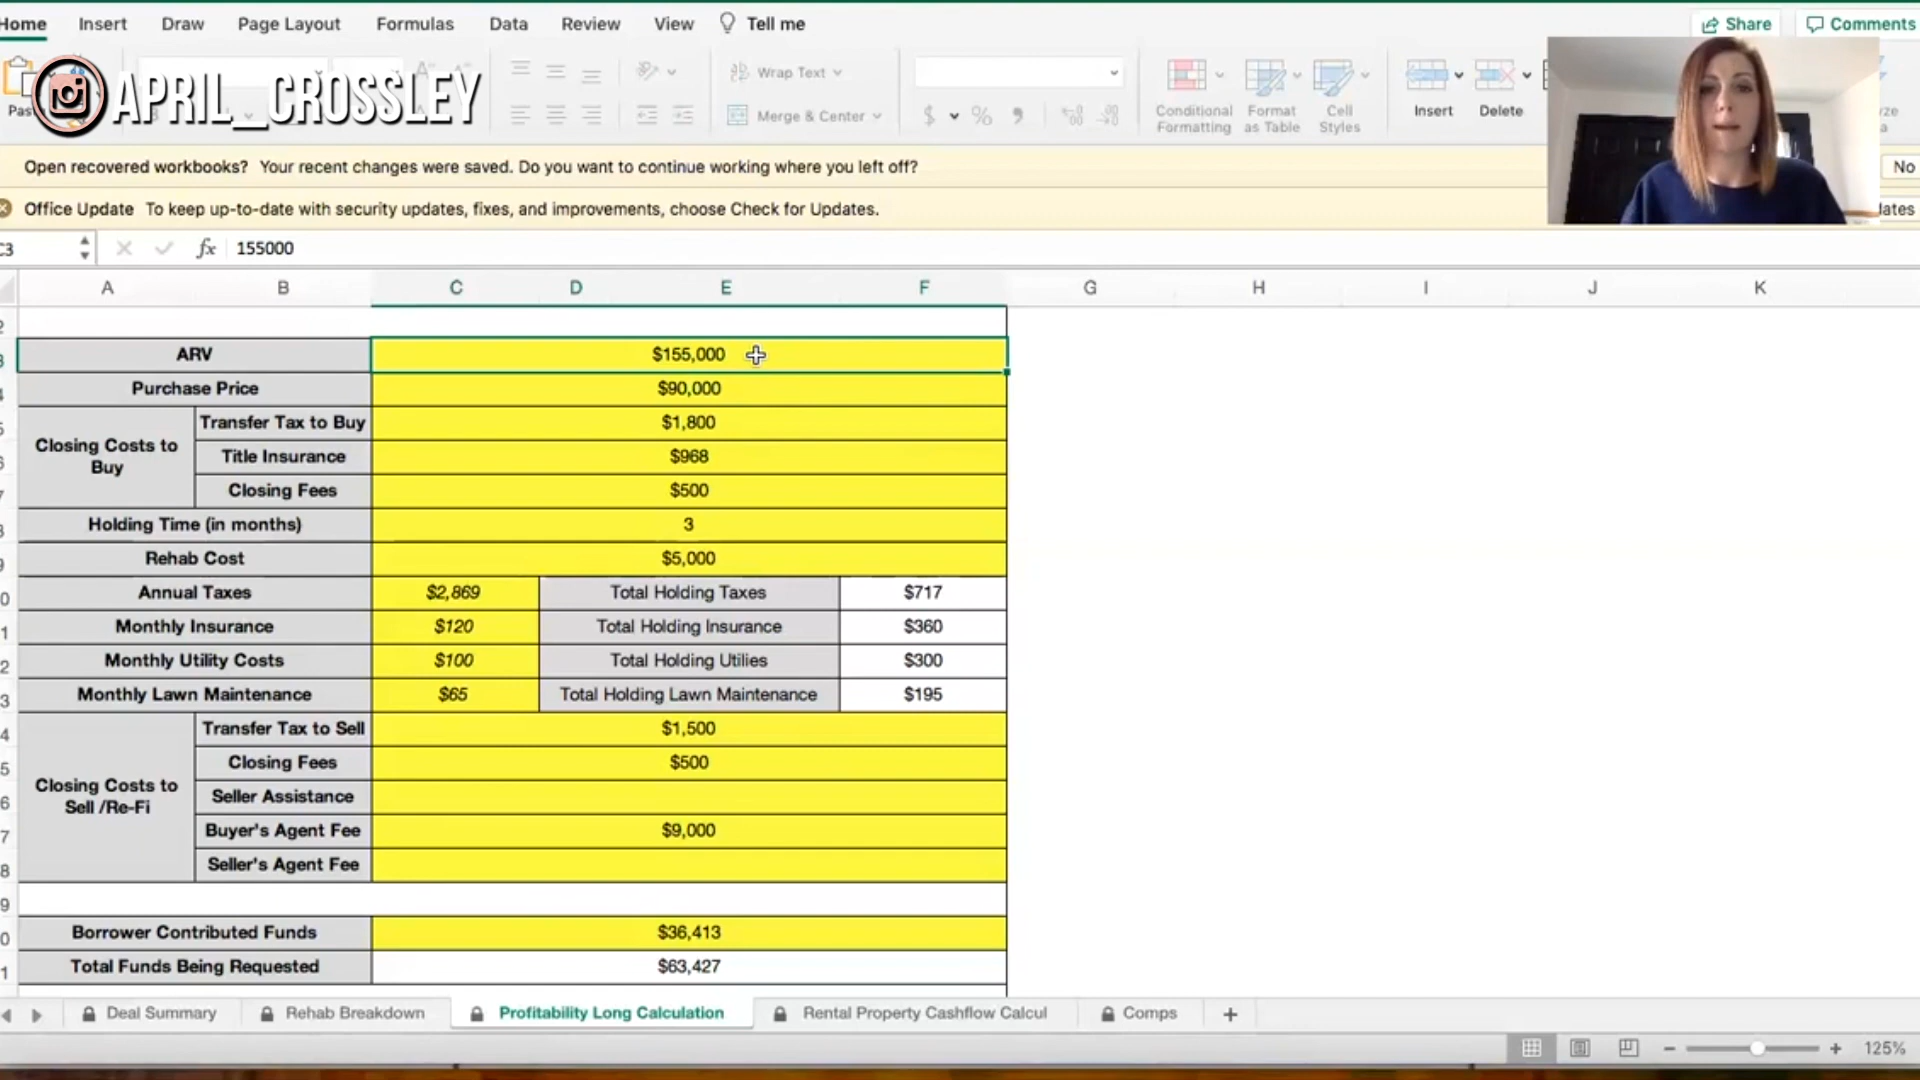 Home Insert Draw Page Layout Formulas Data Review View Tell me Share Comments
APRIL_CROSSLEY
Wrap Text
Merge & Center
$ % ,
Conditional Formatting
Format as Table
Cell Styles
Insert
Delete
Open recovered workbooks? Your recent changes were saved. Do you want to continue working where you left off? No
Office Update To keep up-to-date with security updates, fixes, and improvements, choose Check for Updates.
C3 fx 155000
A B C D E F G H I J K
ARV $155,000
Purchase Price $90,000
Closing Costs to Buy
Transfer Tax to Buy $1,800
Title Insurance $968
Closing Fees $500
Holding Time (in months) 3
Rehab Cost $5,000
Annual Taxes $2,869 Total Holding Taxes $717
Monthly Insurance $120 Total Holding Insurance $360
Monthly Utility Costs $100 Total Holding Utilies $300
Monthly Lawn Maintenance $65 Total Holding Lawn Maintenance $195
Closing Costs to Sell /Re-Fi
Transfer Tax to Sell $1,500
Closing Fees $500
Seller Assistance
Buyer's Agent Fee $9,000
Seller's Agent Fee
Borrower Contributed Funds $36,413
Total Funds Being Requested $63,427
Deal Summary Rehab Breakdown Profitability Long Calculation Rental Property Cashflow Calcul Comps +
125%